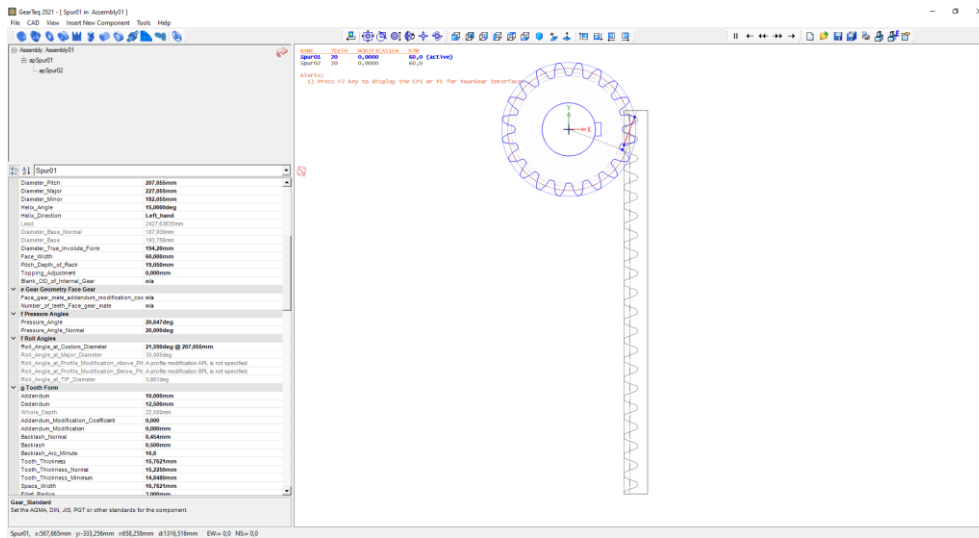 GearTeq 2021 - [ Spur01 in Assembly01 ]
File CAD View Insert New Component Tools Help
Assembly: Assembly01
apSpur01
apSpur02
NAME TEETH MODIFICATION RPM
Spur01 20 0,0000 60,0 (active)
Spur02 20 0,0000 60,0
Alerts:
1) Press F2 key to display the CPS or FS for YourGear Interface
Y
X
Spur01
Diameter_Pitch 207,055mm
Diameter_Major 227,055mm
Diameter_Minor 182,055mm
Helix_Angle 15,0000deg
Helix_Direction Left_hand
Lead 2427,63635mm
Diameter_Base_Normal 187,939mm
Diameter_Base 193,758mm
Diameter_True_Involute_Form 194,20mm
Face_Width 60,000mm
Pitch_Depth_of_Rack 19,050mm
Topping_Adjustment 0,000mm
Blank_OD_of_Internal_Gear n/a
e Gear Geometry Face Gear
Face_gear_mate_addendum_modification_coe n/a
Number_of_teeth_Face_gear_mate n/a
f Pressure Angles
Pressure_Angle 20,647deg
Pressure_Angle_Normal 20,000deg
f Roll Angles
Roll_Angle_at_Custom_Diameter 21,590deg @ 207,055mm
Roll_Angle_at_Major_Diameter 35,005deg
Roll_Angle_at_Profile_Modification_Above_Pit A profile modification APL is not specified.
Roll_Angle_at_Profile_Modification_Below_Pit A profile modification BPL is not specified.
Roll_Angle_at_TIF_Diameter 3,881deg
g Tooth Form
Addendum 10,000mm
Dedendum 12,500mm
Whole_Depth 22,500mm
Addendum_Modification_Coefficient 0,000
Addendum_Modification 0,000mm
Backlash_Normal 0,454mm
Backlash 0,500mm
Backlash_Arc_Minute 16,6
Tooth_Thickness 15,7621mm
Tooth_Thickness_Normal 15,2250mm
Tooth_Thickness_Minimum 14,8480mm
Space_Width 16,7621mm
Fillet_Radius 3,000mm
Gear_Standard
Set the AGMA, DIN, JIS, PGT or other standards for the component.
Spur01, x:567,665mm y:-333,256mm r:658,258mm d:1316,516mm EW= 0,0 NS= 0,0